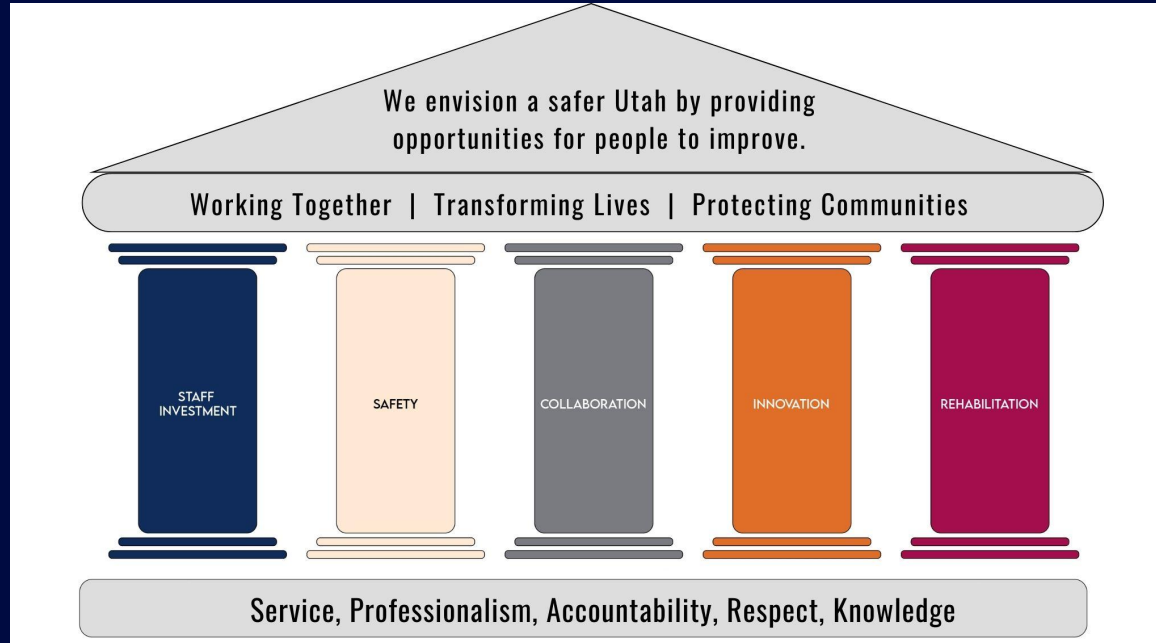 We envision a safer Utah by providing
opportunities for people to improve.
Working Together | Transforming Lives | Protecting Communities
STAFF
INVESTMENT
SAFETY
COLLABORATION
INNOVATION
REHABILITATION
Service, Professionalism, Accountability, Respect, Knowledge